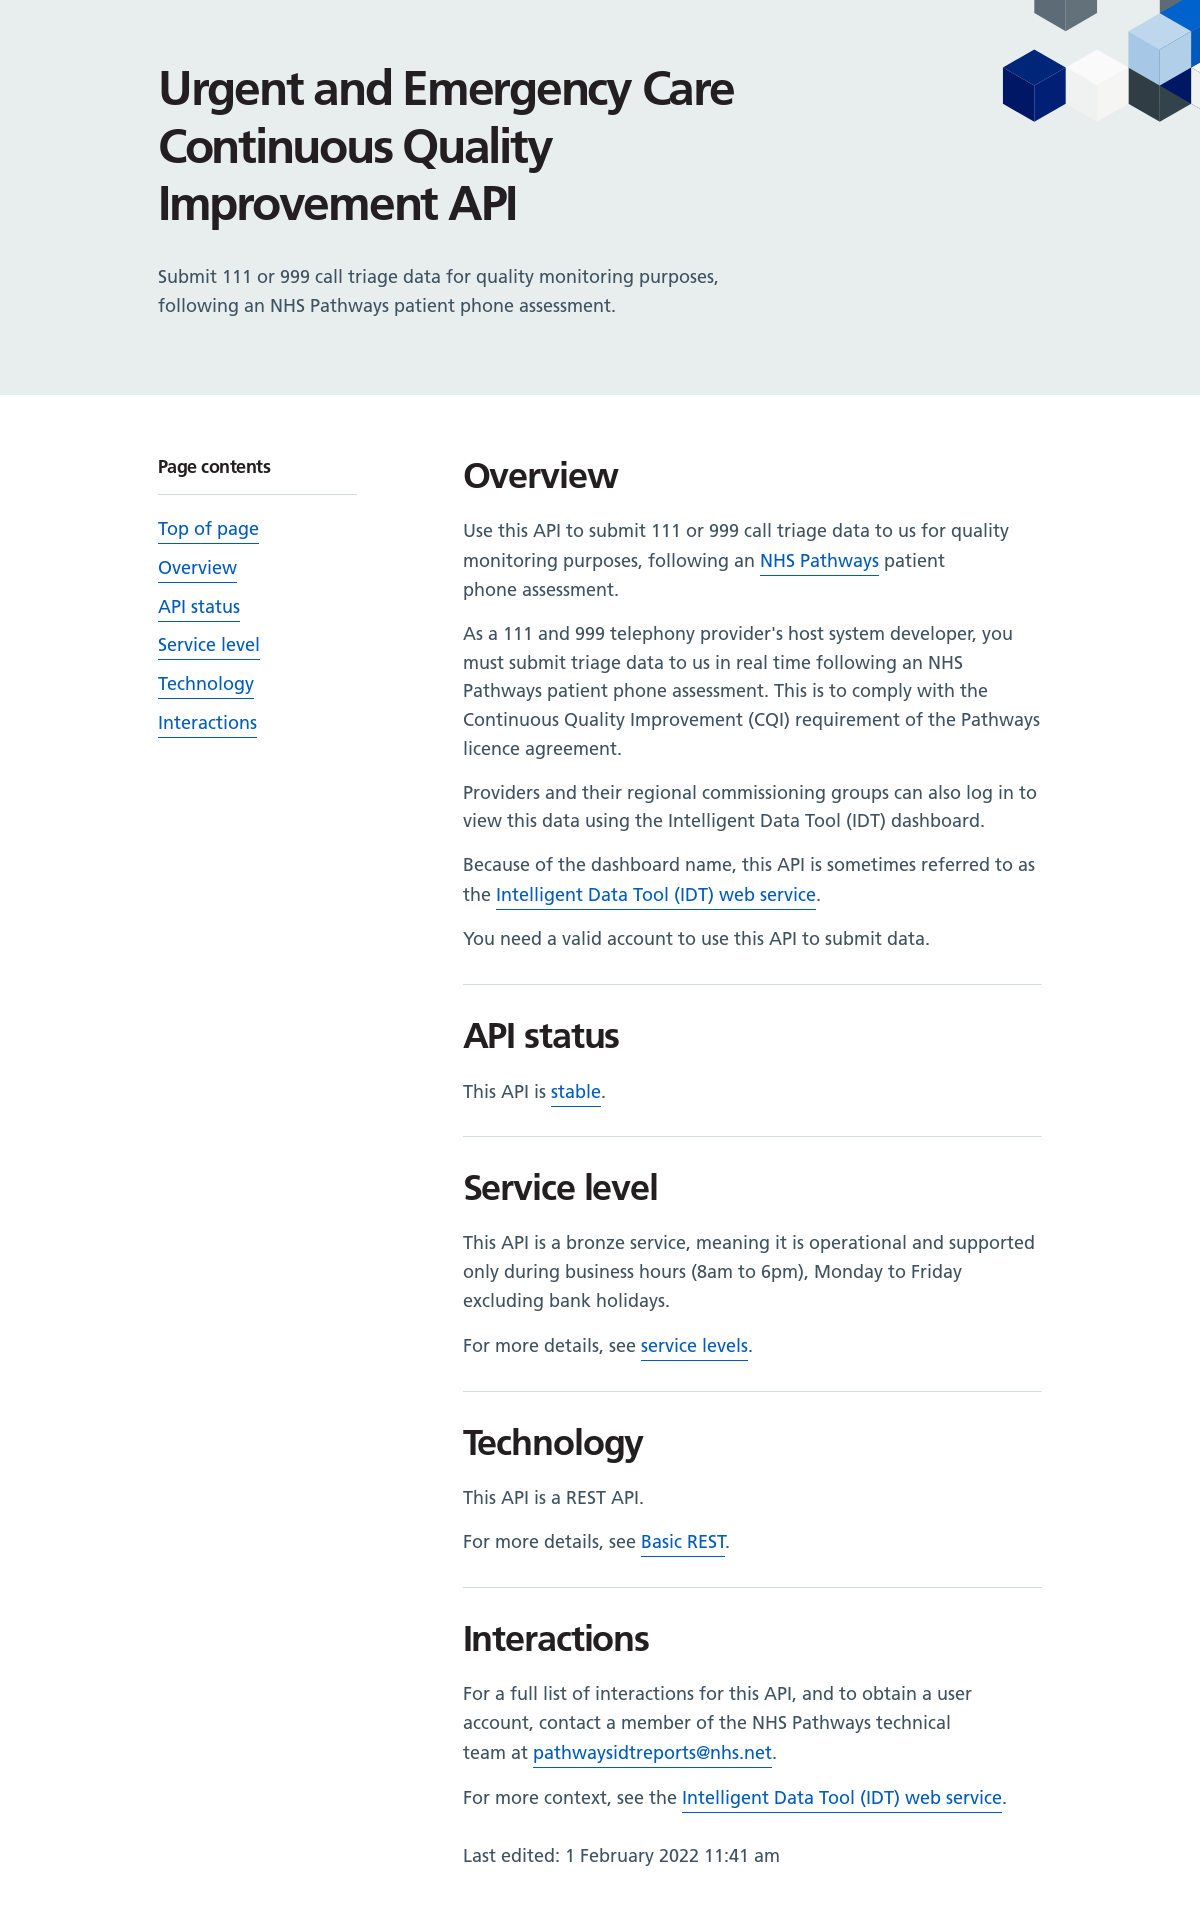 Urgent and Emergency Care
Continuous Quality
Improvement API
Submit 111 or 999 call triage data for quality monitoring purposes,
following an NHS Pathways patient phone assessment.
Page contents
Top of page
Overview
API status
Service level
Technology
Interactions
Overview
Use this API to submit 111 or 999 call triage data to us for quality
monitoring purposes, following an NHS Pathways patient
phone assessment.
As a 111 and 999 telephony provider's host system developer, you
must submit triage data to us in real time following an NHS
Pathways patient phone assessment. This is to comply with the
Continuous Quality Improvement (CQI) requirement of the Pathways
licence agreement.
Providers and their regional commissioning groups can also log in to
view this data using the Intelligent Data Tool (IDT) dashboard.
Because of the dashboard name, this API is sometimes referred to as
the Intelligent Data Tool (IDT) web service.
You need a valid account to use this API to submit data.
API status
This API is stable.
Service level
This API is a bronze service, meaning it is operational and supported
only during business hours (8am to 6pm), Monday to Friday
excluding bank holidays.
For more details, see service levels.
Technology
This API is a REST API.
For more details, see Basic REST.
Interactions
For a full list of interactions for this API, and to obtain a user
account, contact a member of the NHS Pathways technical
team at pathwaysidtreports@nhs.net.
For more context, see the Intelligent Data Tool (IDT) web service.
Last edited: 1 February 2022 11:41 am